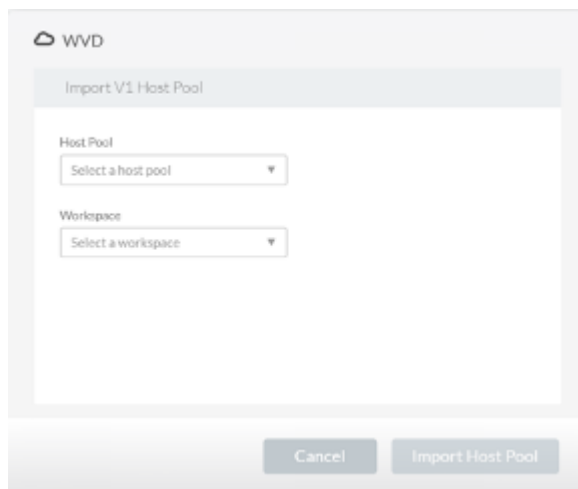 WVD
Import V1 Host Pool
Host Pool
Select a host pool
Workspace
Select a workspace
Cancel Import Host Pool